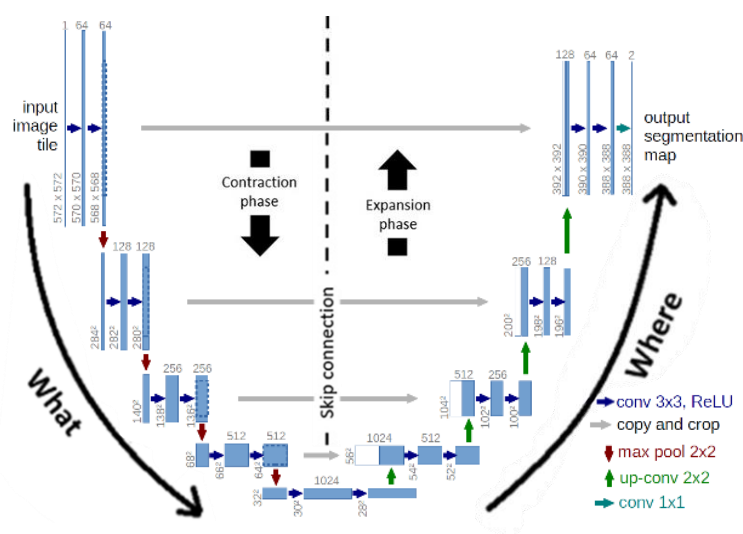 1 64 64
128 64 64 2
input
image
tile
output
segmentation
map
572 x 572
570 x 570
568 x 568
392 x 392
390 x 390
388 x 388
388 x 388
Contraction
phase
Expansion
phase
128 128
256 128
284²
282²
280²
200²
198²
196²
Skip connection
What
Where
256 256
512 256
140²
138²
136²
104²
102²
100²
512 512
1024 512
68²
66²
64²
56²
54²
52²
1024
32²
30²
28²
conv 3x3, ReLU
copy and crop
max pool 2x2
up-conv 2x2
conv 1x1